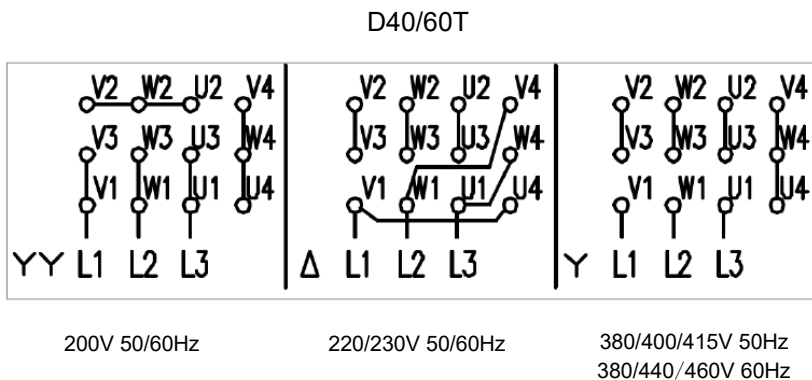 D40/60T
V2 W2 U2 V4 V2 W2 U2 V4 V2 W2 U2 V4
V3 W3 U3 W4 V3 W3 U3 W4 V3 W3 U3 W4
V1 W1 U1 U4 V1 W1 U1 U4 V1 W1 U1 U4
YY L1 L2 L3 Δ L1 L2 L3 Y L1 L2 L3
200V 50/60Hz 220/230V 50/60Hz 380/400/415V 50Hz
380/440/460V 60Hz